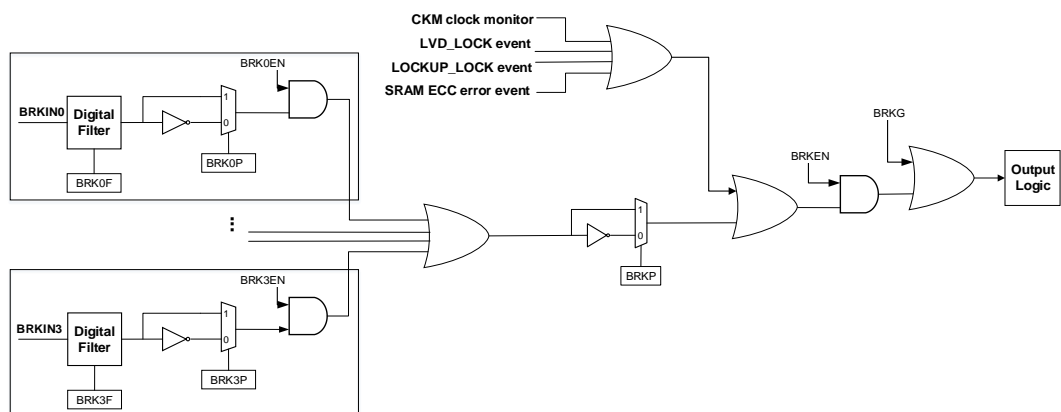 CKM clock monitor
LVD_LOCK event
LOCKUP_LOCK event
SRAM ECC error event
BRK0EN
BRKIN0
Digital
Filter
1
0
BRK0P
BRK0F
...
BRKG
BRKEN
Output
Logic
1
0
BRKP
BRK3EN
BRKIN3
Digital
Filter
1
0
BRK3P
BRK3F